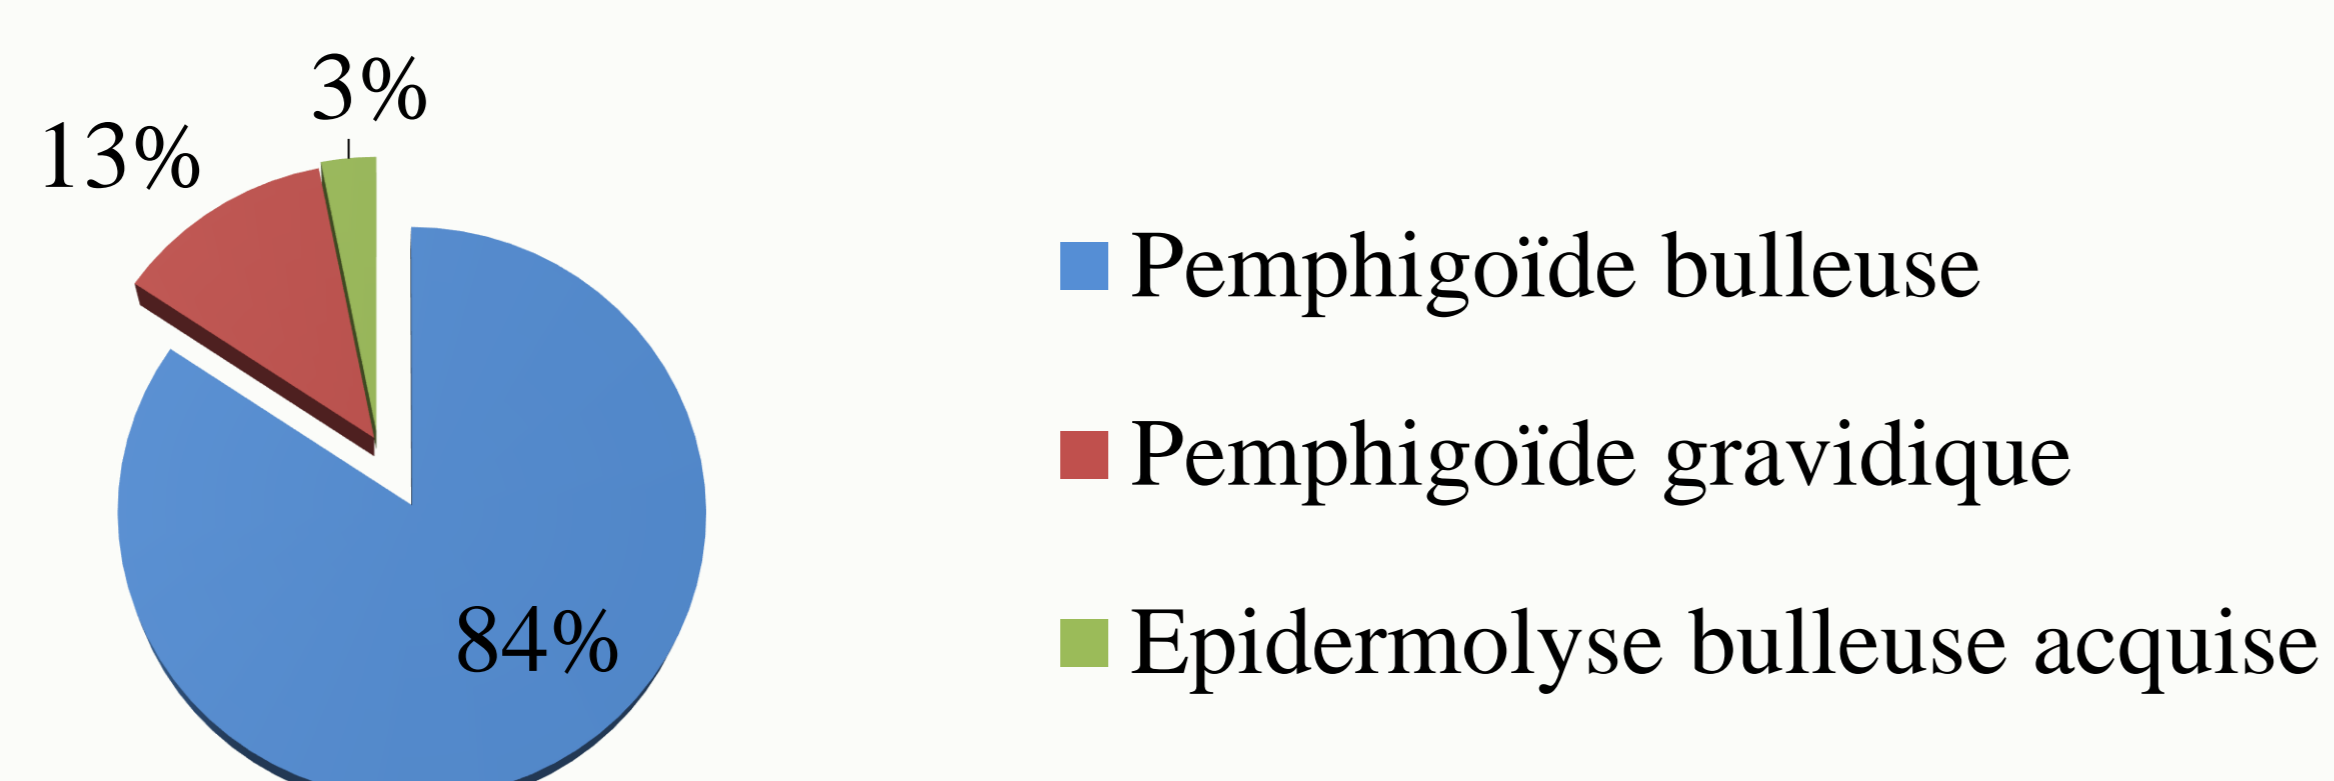 3%
13%
84%
Pemphigoïde bulleuse
Pemphigoïde gravidique
Epidermolyse bulleuse acquise